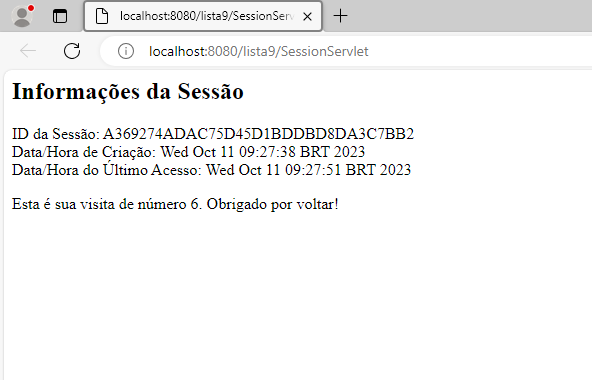 localhost:8080/lista9/SessionServ
localhost:8080/lista9/SessionServlet
Informações da Sessão
ID da Sessão: A369274ADAC75D45D1BDDBD8DA3C7BB2
Data/Hora de Criação: Wed Oct 11 09:27:38 BRT 2023
Data/Hora do Último Acesso: Wed Oct 11 09:27:51 BRT 2023
Esta é sua visita de número 6. Obrigado por voltar!